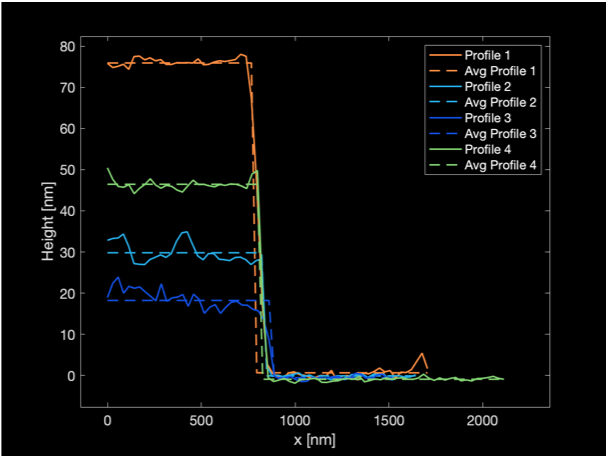 80
70
60
50
40
30
20
10
0
Height [nm]
0 500 1000 1500 2000
x [nm]
Profile 1
Avg Profile 1
Profile 2
Avg Profile 2
Profile 3
Avg Profile 3
Profile 4
Avg Profile 4